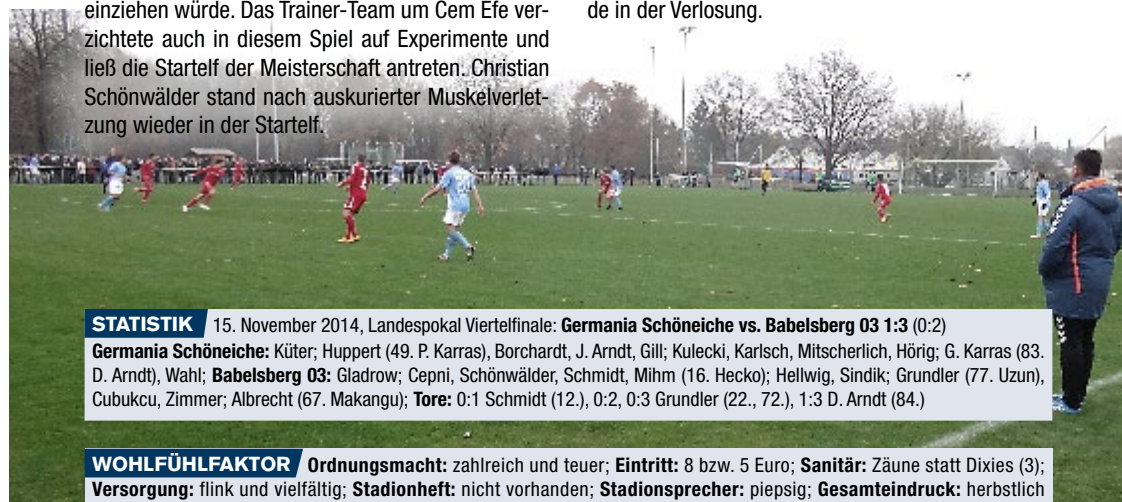 einziehen würde. Das Trainer-Team um Cem Efe ver-
zichtete auch in diesem Spiel auf Experimente und
ließ die Startelf der Meisterschaft antreten. Christian
Schönwälder stand nach auskurierter Muskelverlet-
zung wieder in der Startelf.
de in der Verlosung.
STATISTIK 15. November 2014, Landespokal Viertelfinale: Germania Schöneiche vs. Babelsberg 03 1:3 (0:2)
Germania Schöneiche: Küter; Huppert (49. P. Karras), Borchardt, J. Arndt, Gill; Kulecki, Karlsch, Mitscherlich, Hörig; G. Karras (83.
D. Arndt), Wahl; Babelsberg 03: Gladrow; Cepni, Schönwälder, Schmidt, Mihm (16. Hecko); Hellwig, Sindik; Grundler (77. Uzun),
Cubukcu, Zimmer; Albrecht (67. Makangu); Tore: 0:1 Schmidt (12.), 0:2, 0:3 Grundler (22., 72.), 1:3 D. Arndt (84.)
WOHLFÜHLFAKTOR Ordnungsmacht: zahlreich und teuer; Eintritt: 8 bzw. 5 Euro; Sanitär: Zäune statt Dixies (3);
Versorgung: flink und vielfältig; Stadionheft: nicht vorhanden; Stadionsprecher: piepsig; Gesamteindruck: herbstlich